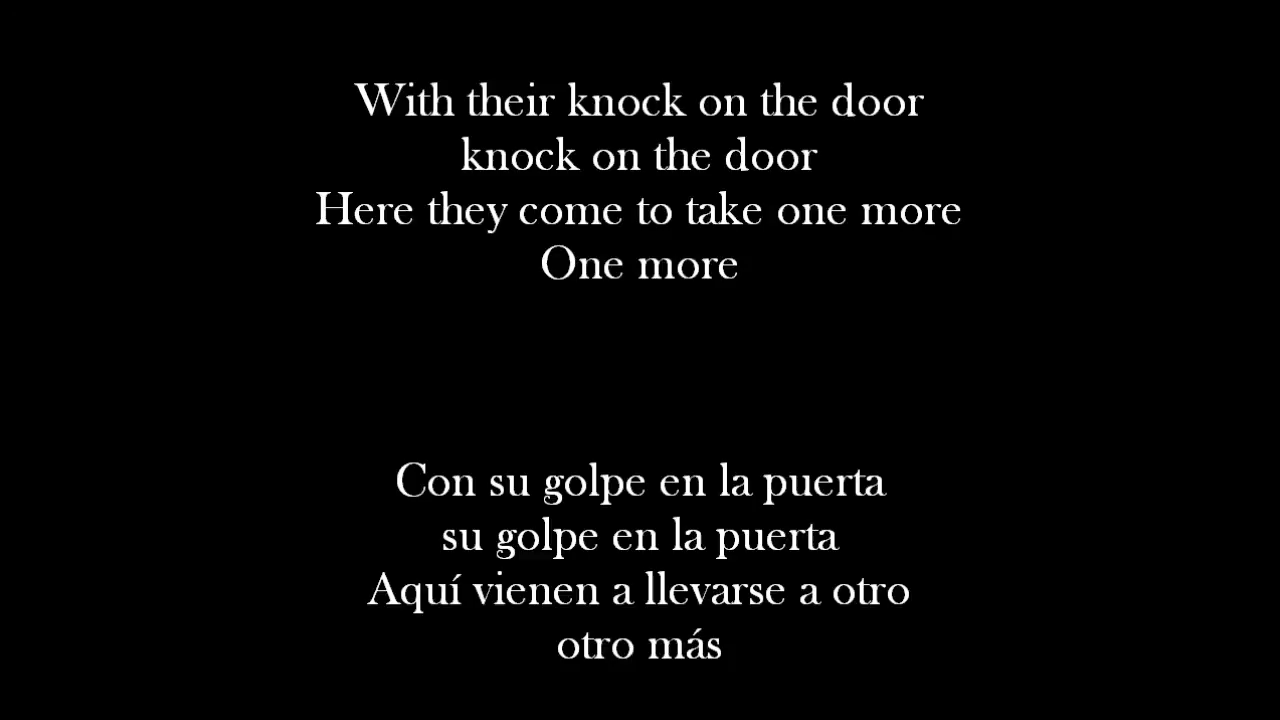 With their knock on the door
knock on the door
Here they come to take one more
One more
Con su golpe en la puerta
su golpe en la puerta
Aquí vienen a llevarse a otro
otro más